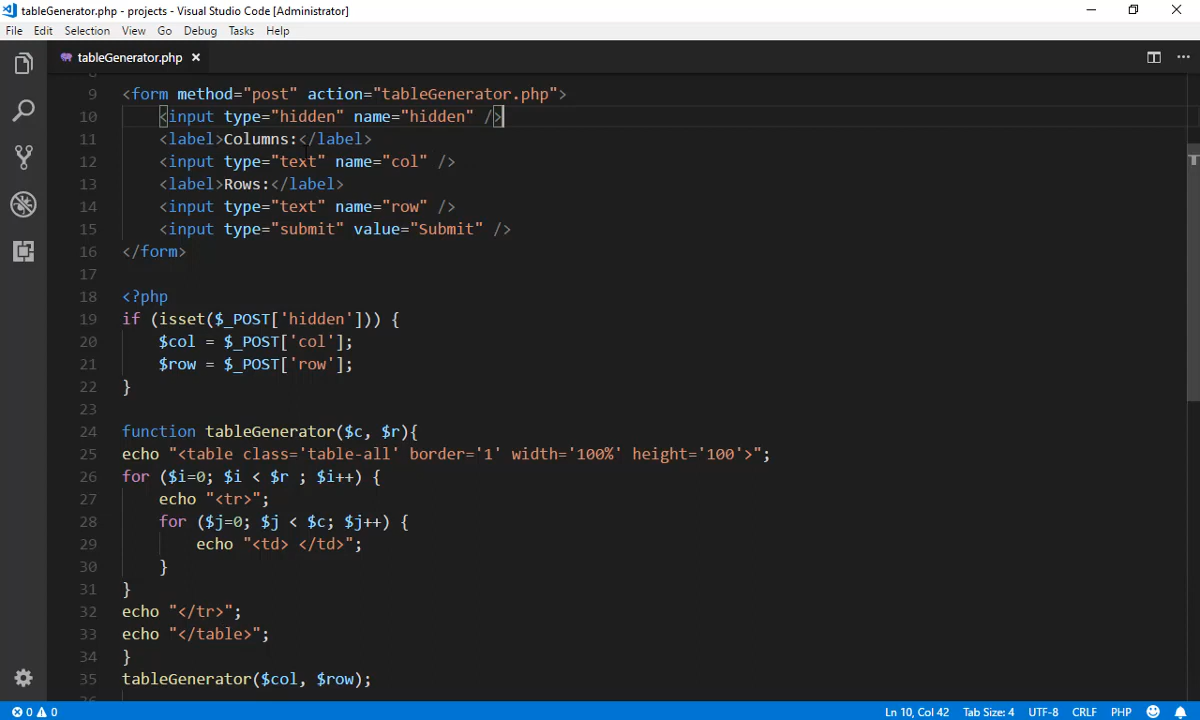 tableGenerator.php - projects - Visual Studio Code [Administrator]
File Edit Selection View Go Debug Tasks Help
tableGenerator.php
8
9 <form method="post" action="tableGenerator.php">
10 <input type="hidden" name="hidden" />
11 <label>Columns:</label>
12 <input type="text" name="col" />
13 <label>Rows:</label>
14 <input type="text" name="row" />
15 <input type="submit" value="Submit" />
16 </form>
17
18 <?php
19 if (isset($_POST['hidden'])) {
20 $col = $_POST['col'];
21 $row = $_POST['row'];
22 }
23
24 function tableGenerator($c, $r){
25 echo "<table class='table-all' border='1' width='100%' height='100'>";
26 for ($i=0; $i < $r ; $i++) {
27 echo "<tr>";
28 for ($j=0; $j < $c; $j++) {
29 echo "<td> </td>";
30 }
31 }
32 echo "</tr>";
33 echo "</table>";
34 }
35 tableGenerator($col, $row);
36
0 0 Ln 10, Col 42 Tab Size: 4 UTF-8 CRLF PHP